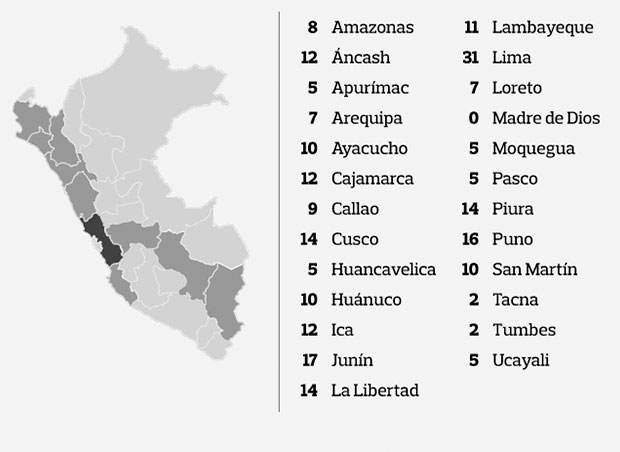 8 Amazonas
12 Áncash
5 Apurímac
7 Arequipa
10 Ayacucho
12 Cajamarca
9 Callao
14 Cusco
5 Huancavelica
10 Huánuco
12 Ica
17 Junín
14 La Libertad
11 Lambayeque
31 Lima
7 Loreto
0 Madre de Dios
5 Moquegua
5 Pasco
14 Piura
16 Puno
10 San Martín
2 Tacna
2 Tumbes
5 Ucayali